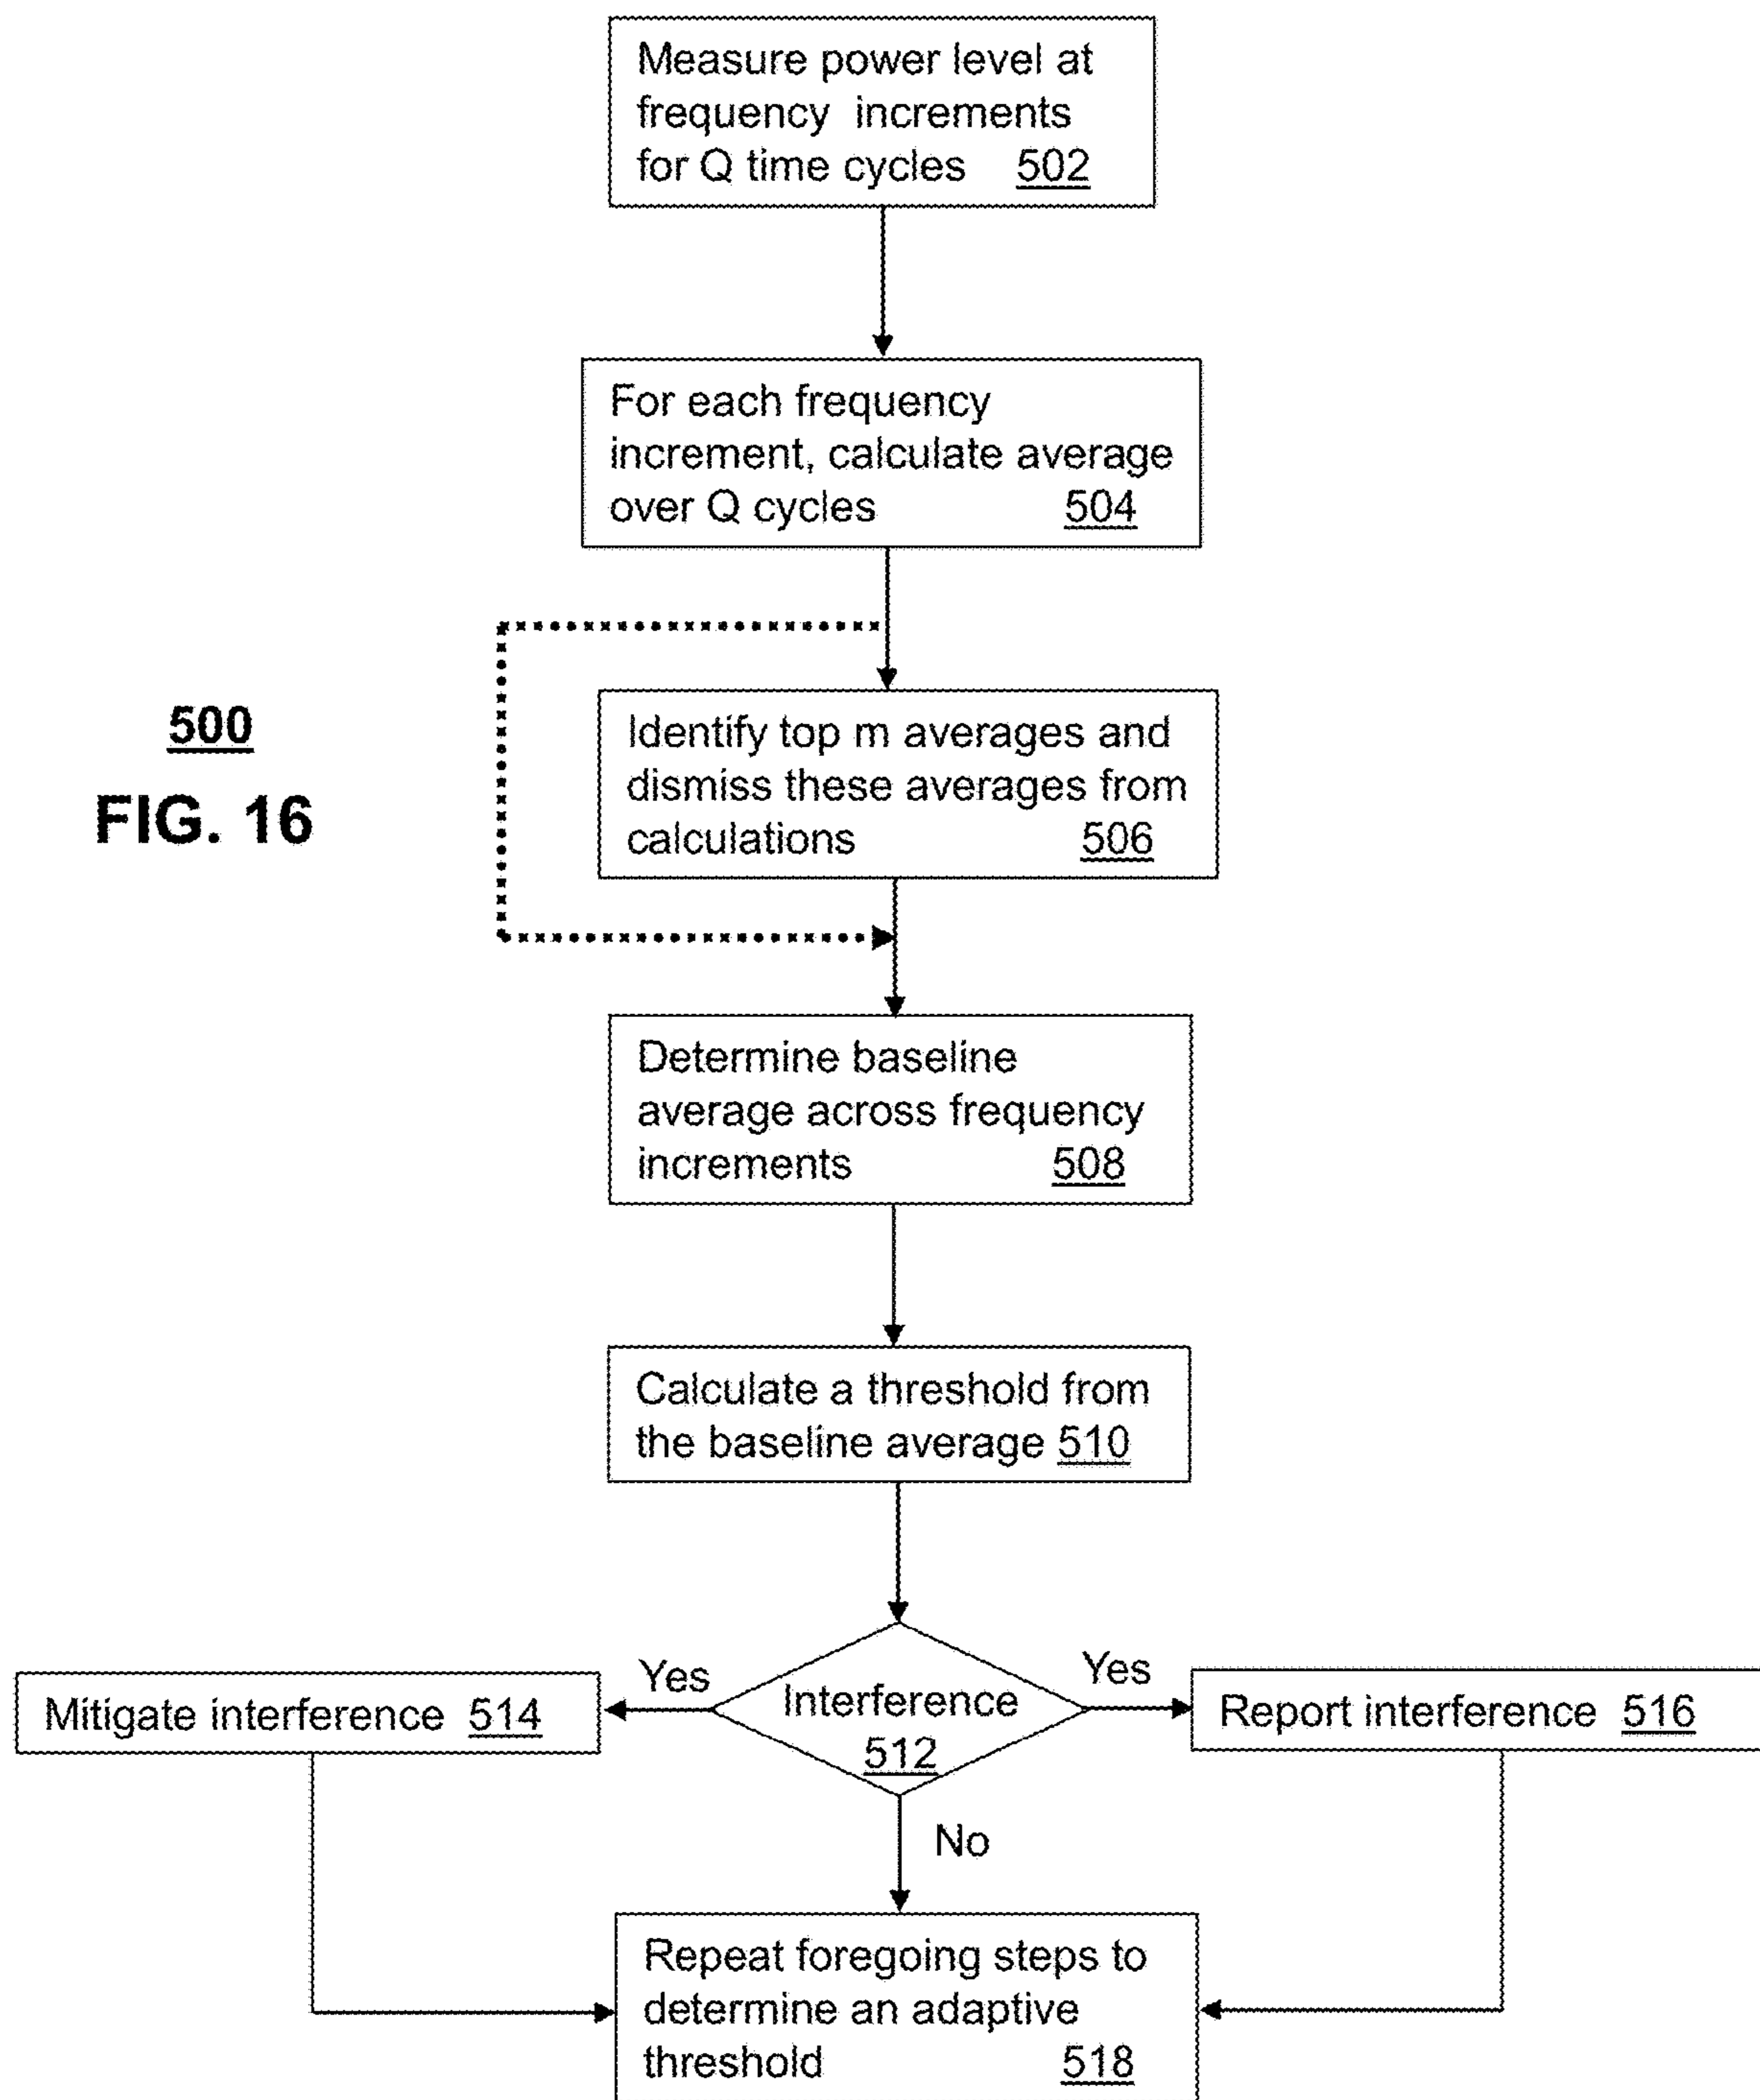 Measure power level at
frequency increments
for Q time cycles 502
For each frequency
increment, calculate average
over Q cycles 504
500
FIG. 16
Identify top m averages and
dismiss these averages from
calculations 506
Determine baseline
average across frequency
increments 508
Calculate a threshold from
the baseline average 510
Yes
Yes
Mitigate interference 514
Interference
512
Report interference 516
No
Repeat foregoing steps to
determine an adaptive
threshold 518